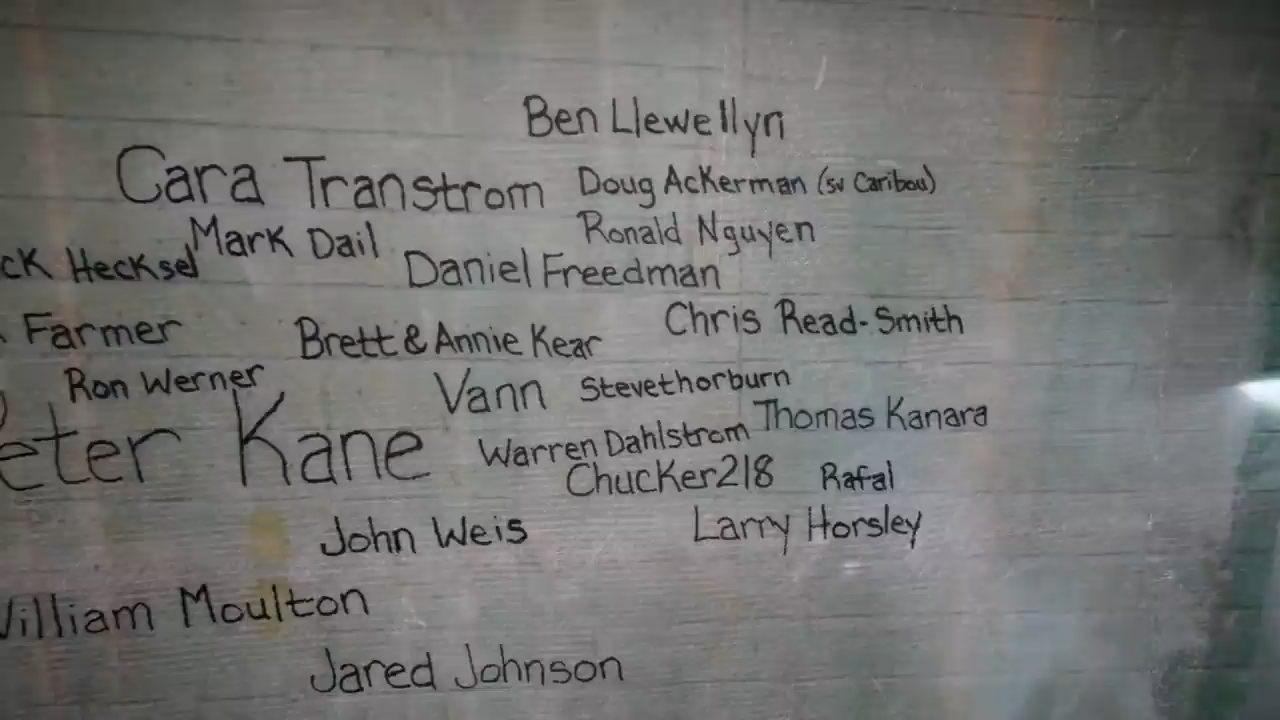 Ben Llewellyn
Cara Transtrom
Doug Ackerman (sv Caribou)
Mark Dail
Ronald Nguyen
ck Hecksel
Daniel Freedman
Farmer
Brett & Annie Kear
Chris Read-Smith
Ron Werner
Vann
Stevethorburn
eter Kane
Warren Dahlstrom
Thomas Kanara
Chucker218
Rafal
John Weis
Larry Horsley
William Moulton
Jared Johnson